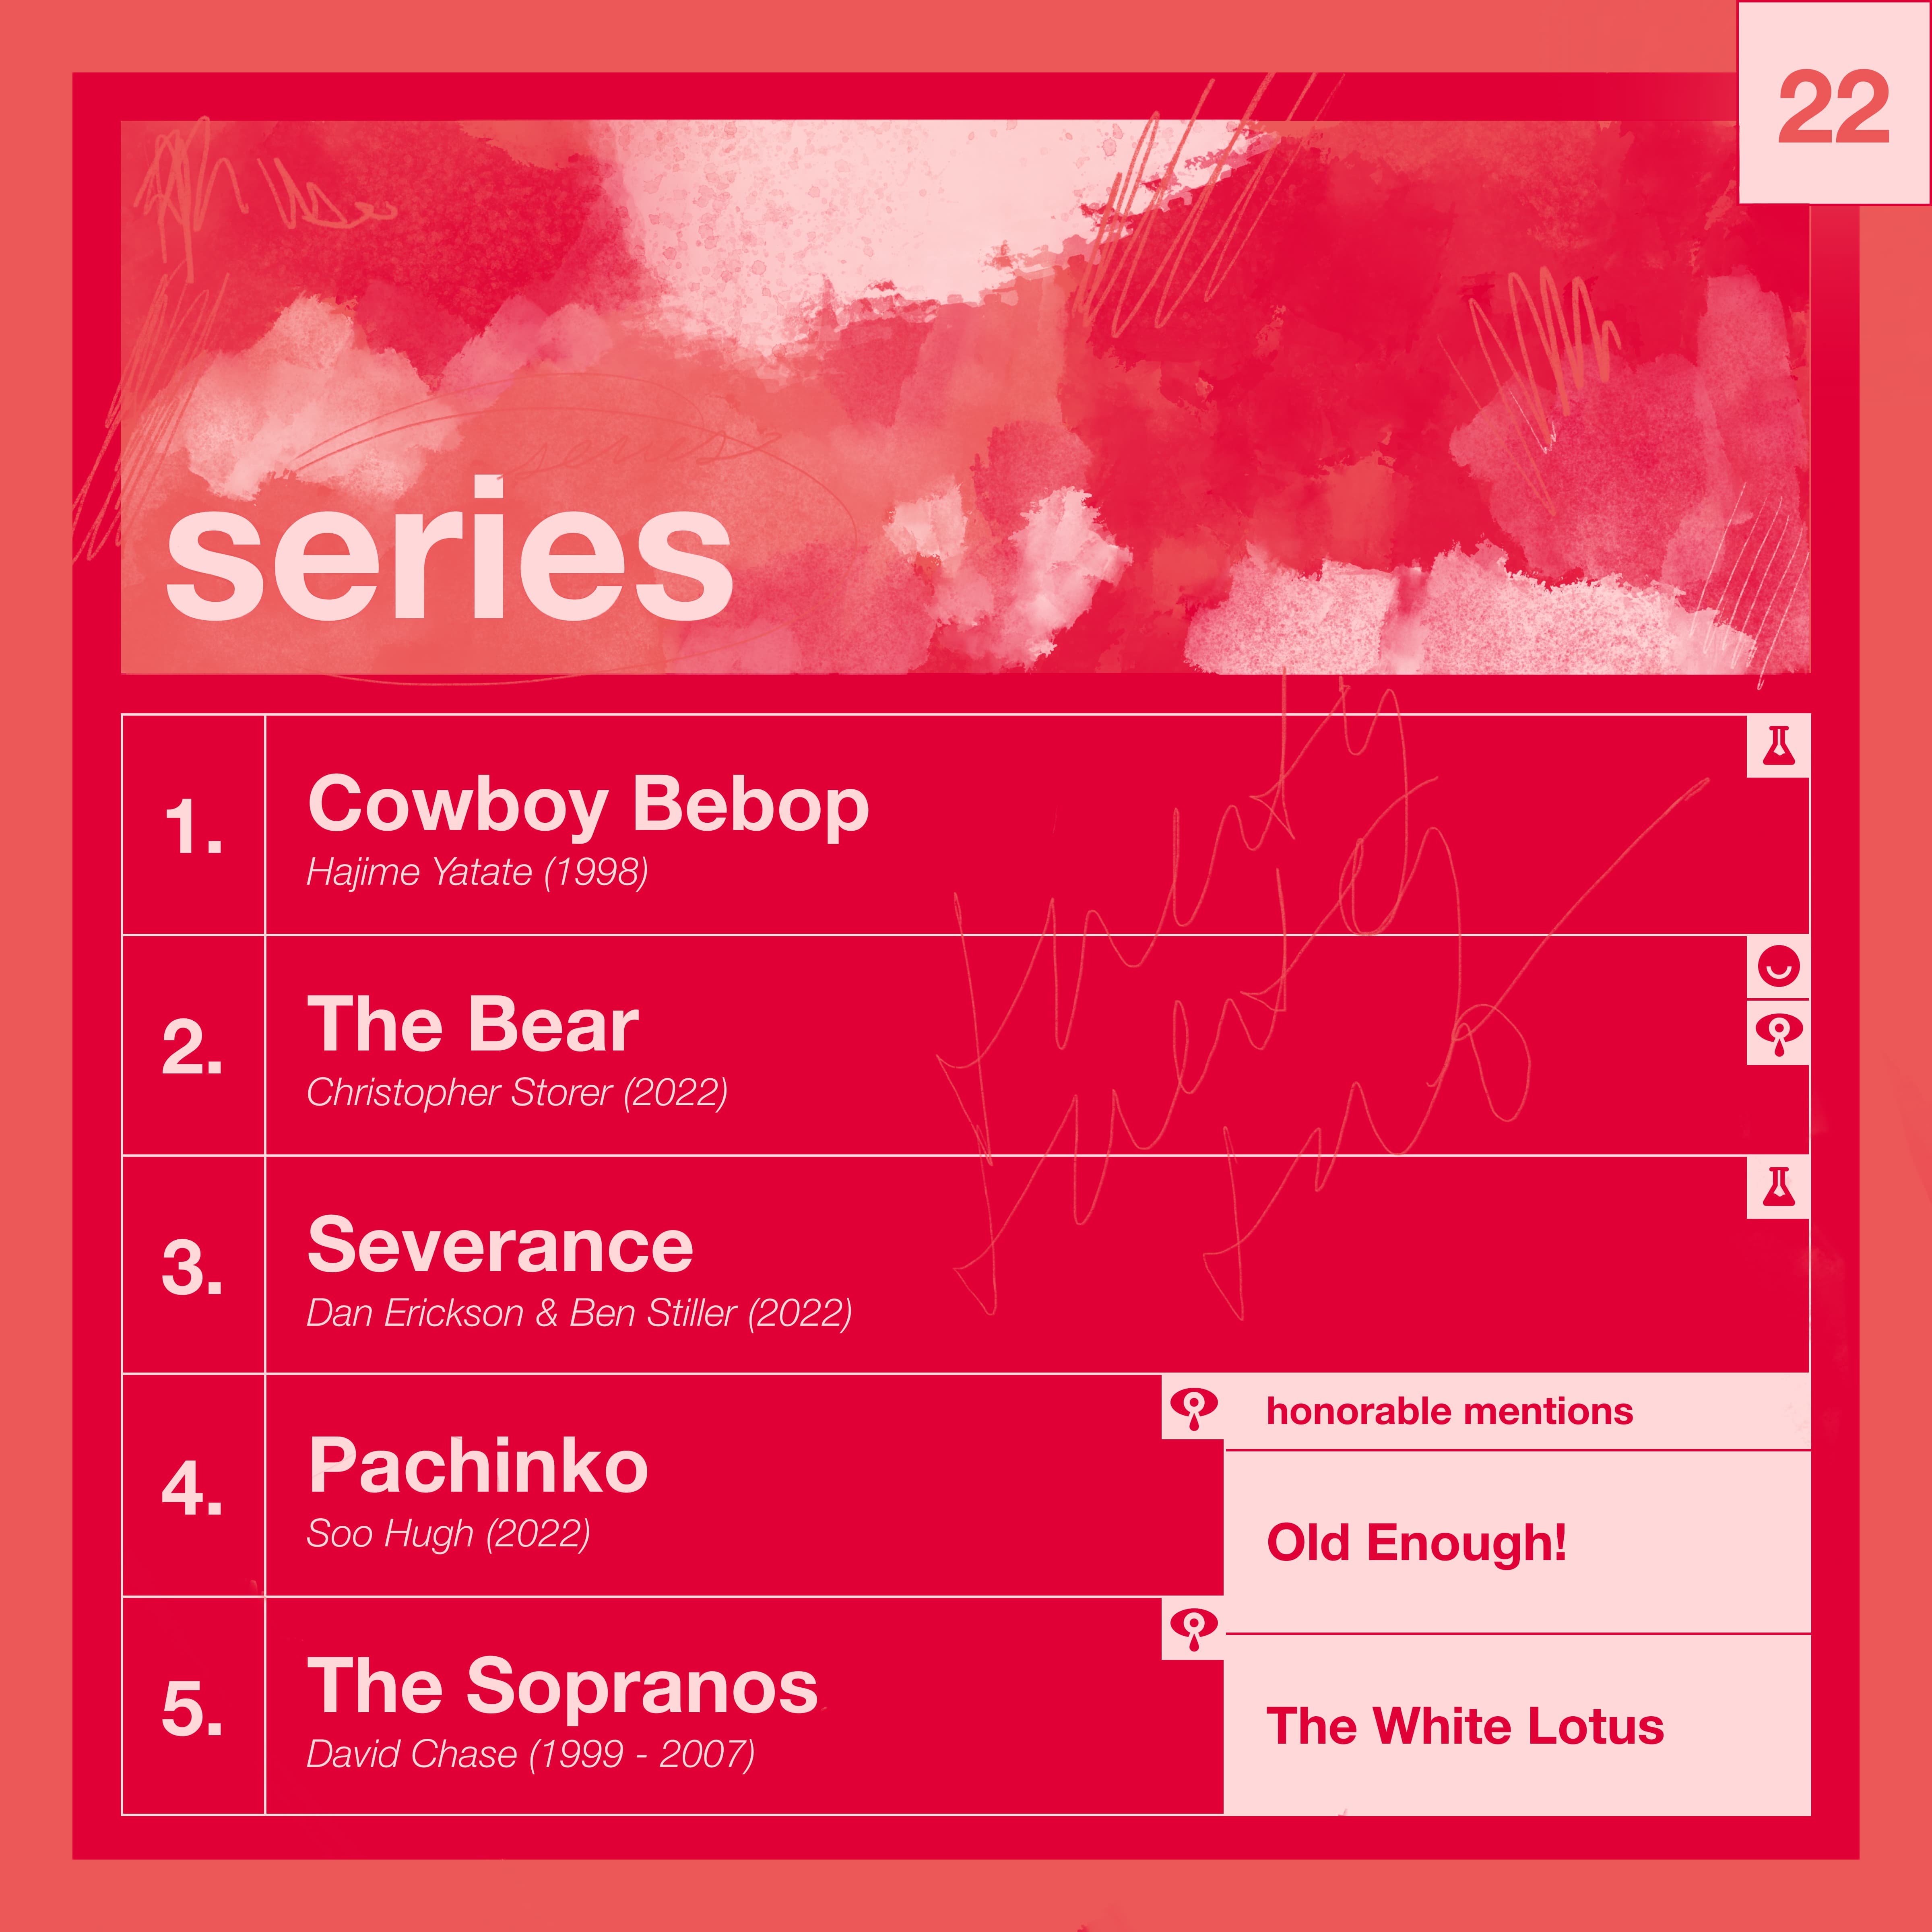 22
series
series
1.
Cowboy Bebop
Hajime Yatate (1998)
2.
The Bear
Christopher Storer (2022)
3.
Severance
Dan Erickson & Ben Stiller (2022)
4.
Pachinko
Soo Hugh (2022)
5.
The Sopranos
David Chase (1999 - 2007)
honorable mentions
Old Enough!
The White Lotus